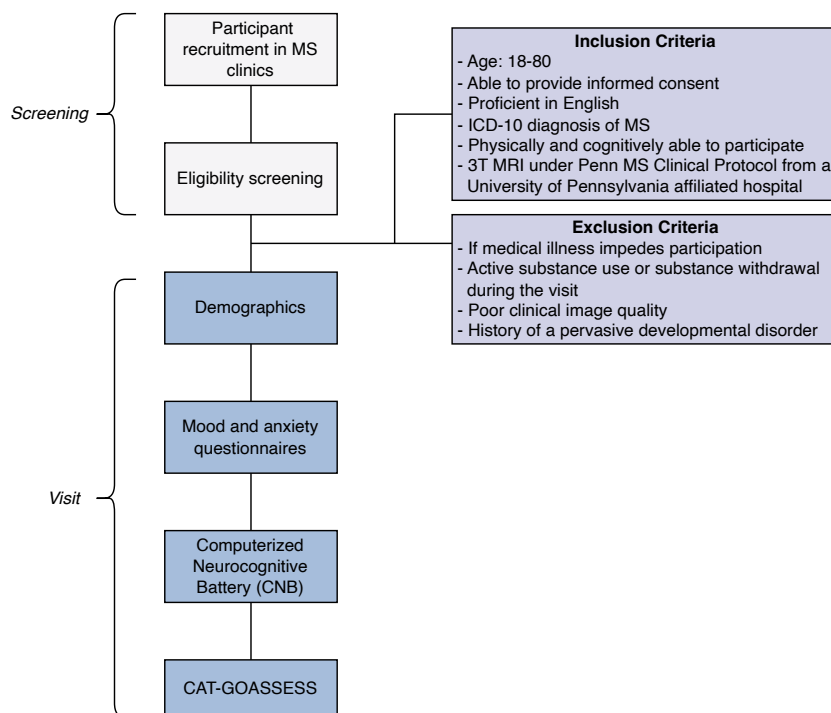 Participant
recruitment in MS
clinics
Screening
Eligibility screening
Inclusion Criteria
- Age: 18-80
- Able to provide informed consent
- Proficient in English
- ICD-10 diagnosis of MS
- Physically and cognitively able to participate
- 3T MRI under Penn MS Clinical Protocol from a
University of Pennsylvania affiliated hospital
Exclusion Criteria
- If medical illness impedes participation
- Active substance use or substance withdrawal
during the visit
- Poor clinical image quality
- History of a pervasive developmental disorder
Demographics
Mood and anxiety
questionnaires
Visit
Computerized
Neurocognitive
Battery (CNB)
CAT-GOASSESS